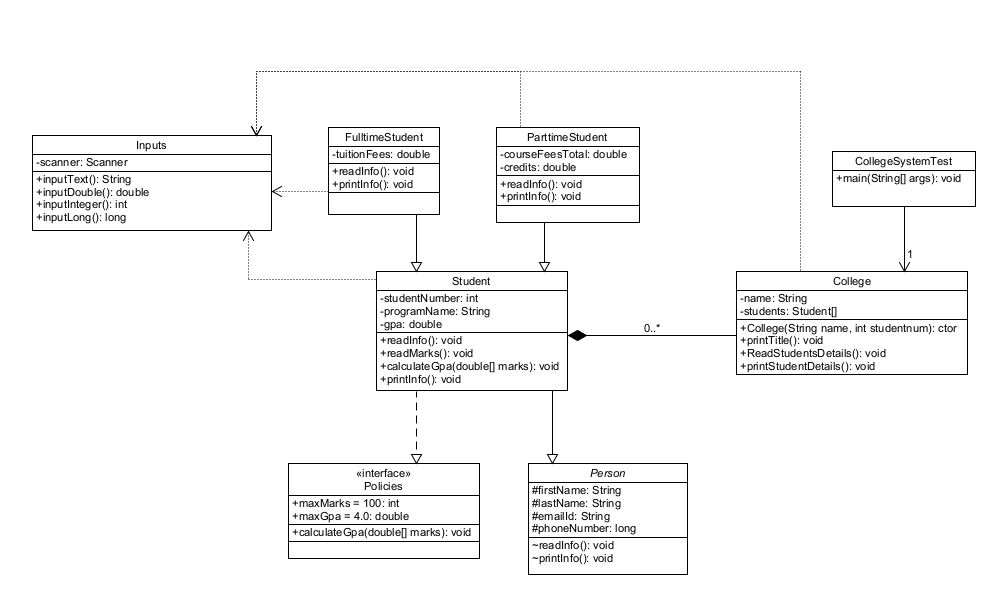 Inputs
-scanner: Scanner
+inputText(): String
+inputDouble(): double
+inputInteger(): int
+inputLong(): long
FulltimeStudent
-tuitionFees: double
+readInfo(): void
+printInfo(): void
ParttimeStudent
-courseFeesTotal: double
-credits: double
+readInfo(): void
+printInfo(): void
CollegeSystemTest
+main(String[] args): void
1
Student
-studentNumber: int
-programName: String
-gpa: double
+readInfo(): void
+readMarks(): void
+calculateGpa(double[] marks): void
+printInfo(): void
0..*
College
-name: String
-students: Student[]
+College(String name, int studentnum): ctor
+printTitle(): void
+ReadStudentsDetails(): void
+printStudentDetails(): void
«interface»
Policies
+maxMarks = 100: int
+maxGpa = 4.0: double
+calculateGpa(double[] marks): void
Person
#firstName: String
#lastName: String
#emailId: String
#phoneNumber: long
~readInfo(): void
~printInfo(): void